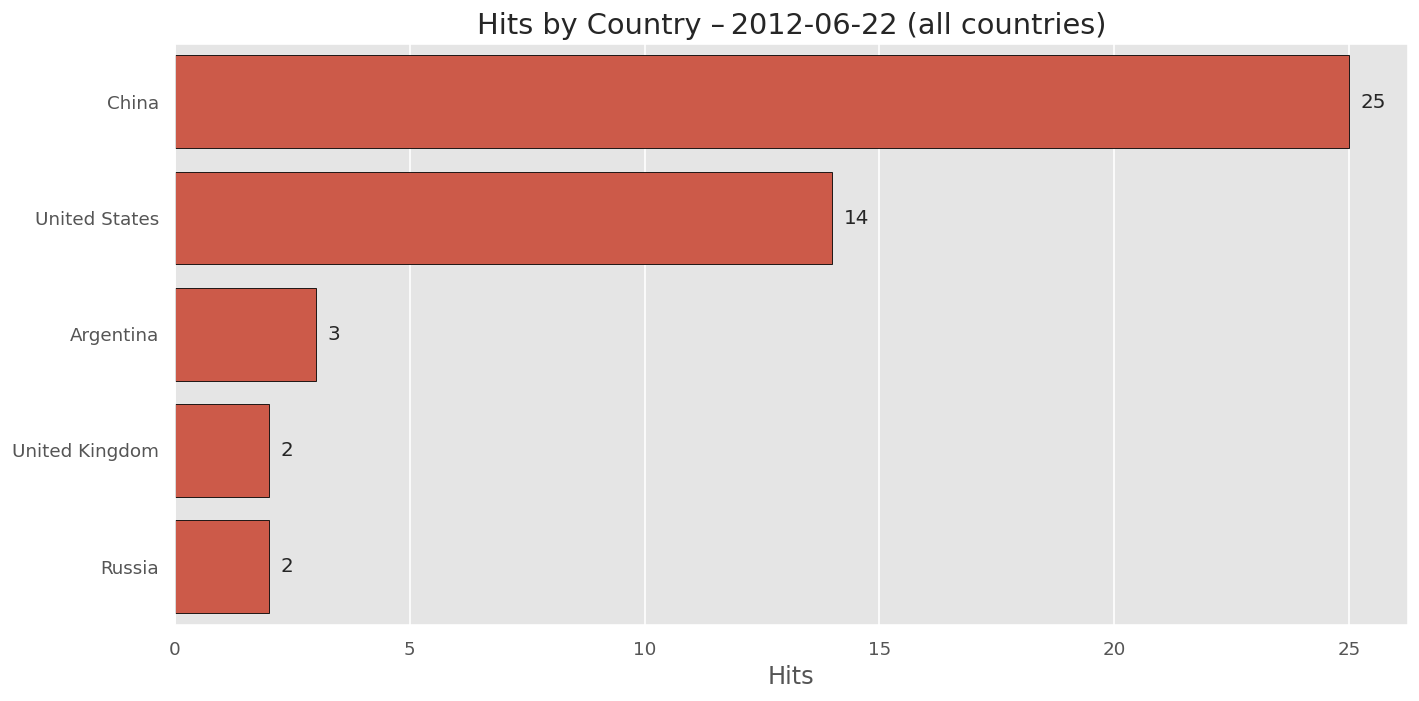 Hits by Country – 2012-06-22 (all countries)
China 25
United States 14
Argentina 3
United Kingdom 2
Russia 2
0 5 10 15 20 25
Hits